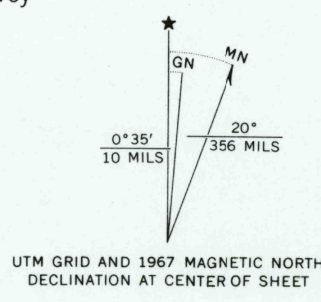 MN
GN
0°35′
10 MILS
20°
356 MILS
UTM GRID AND 1967 MAGNETIC NORTH
DECLINATION AT CENTER OF SHEET